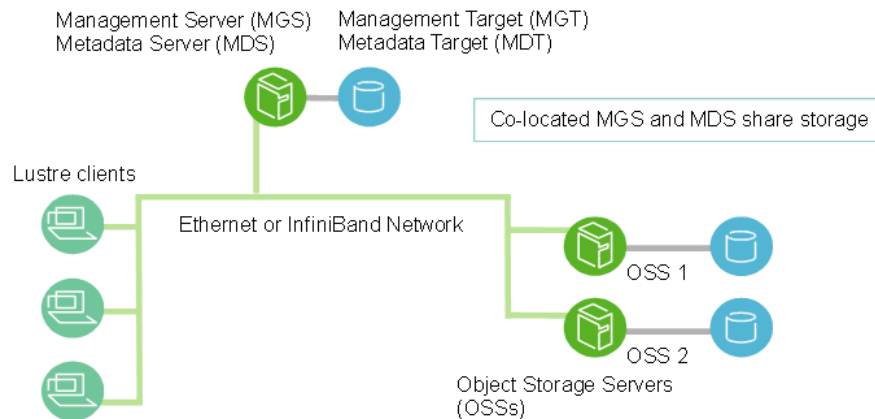 Management Server (MGS)
Metadata Server (MDS)
Management Target (MGT)
Metadata Target (MDT)
Co-located MGS and MDS share storage
Lustre clients
Ethernet or InfiniBand Network
OSS 1
OSS 2
Object Storage Servers
(OSSs)